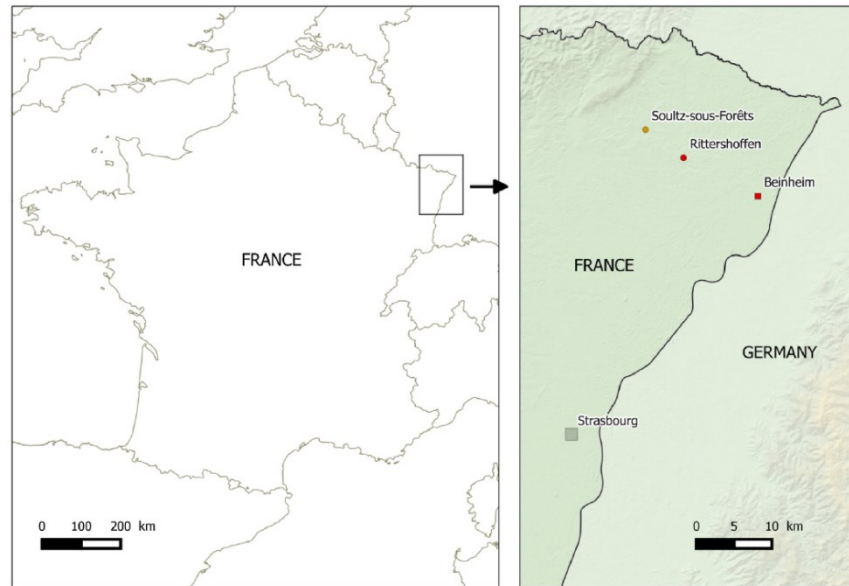 FRANCE
0 100 200 km
Soultz-sous-Forêts
Rittershoffen
Beinheim
FRANCE
GERMANY
Strasbourg
0 5 10 km